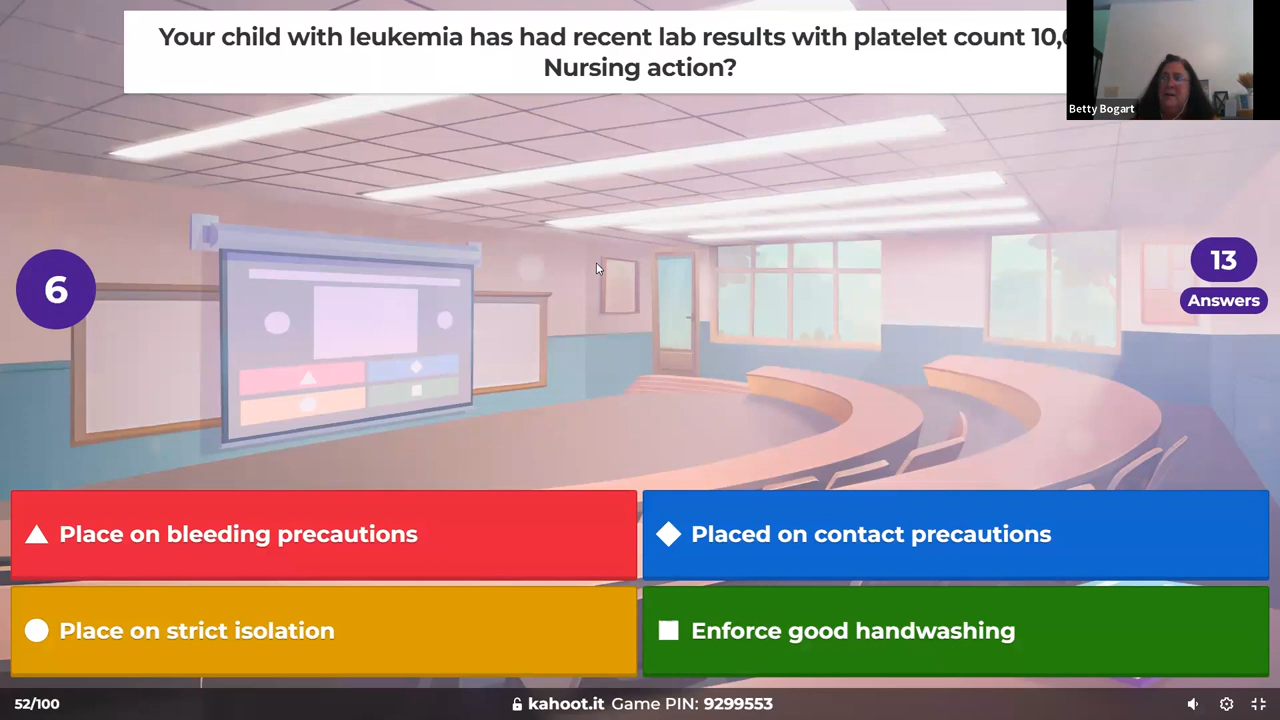 Your child with leukemia has had recent lab results with platelet count
Nursing action?
Betty Bogart
6
13
Answers
Place on bleeding precautions
Placed on contact precautions
Place on strict isolation
Enforce good handwashing
52/100
kahoot.it Game PIN: 9299553